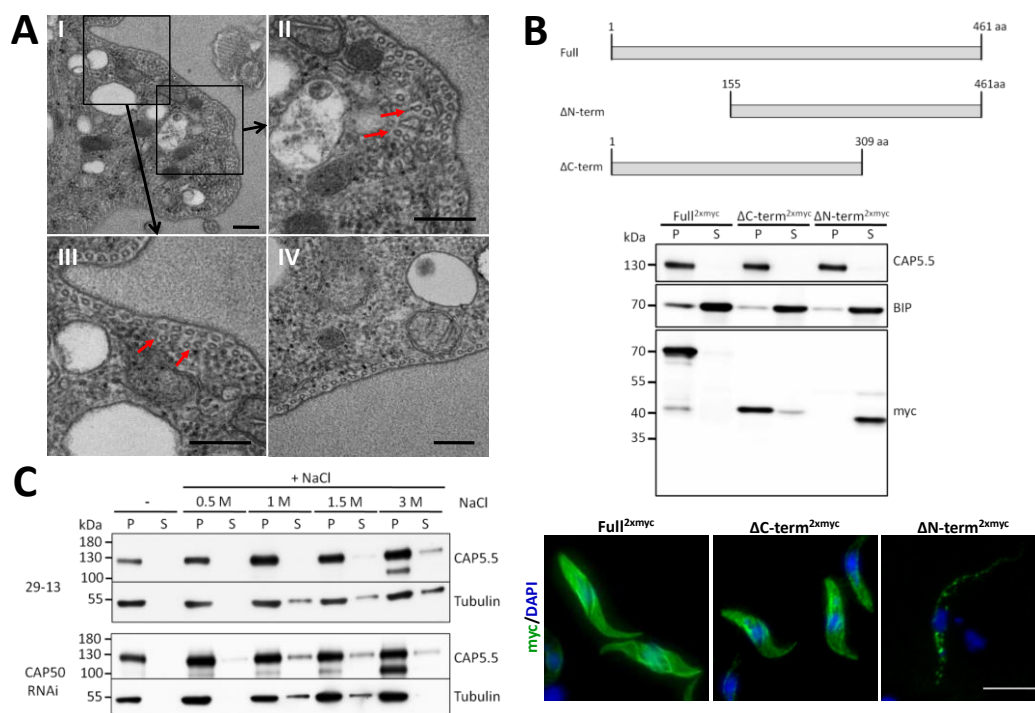 A
I
II
III
IV
B
1
461 aa
Full
155
461aa
ΔN-term
1
309 aa
ΔC-term
Full2xmyc ΔC-term2xmyc ΔN-term2xmyc
kDa P S P S P S
130 CAP5.5
70 BIP
70
55
40 myc
35
Full2xmyc ΔC-term2xmyc ΔN-term2xmyc
myc/DAPI
C
+ NaCl
- 0.5 M 1 M 1.5 M 3 M NaCl
kDa P S P S P S P S P S
180
130 CAP5.5
100
29-13
55 Tubulin
180
130 CAP5.5
100
CAP50
RNAi
55 Tubulin